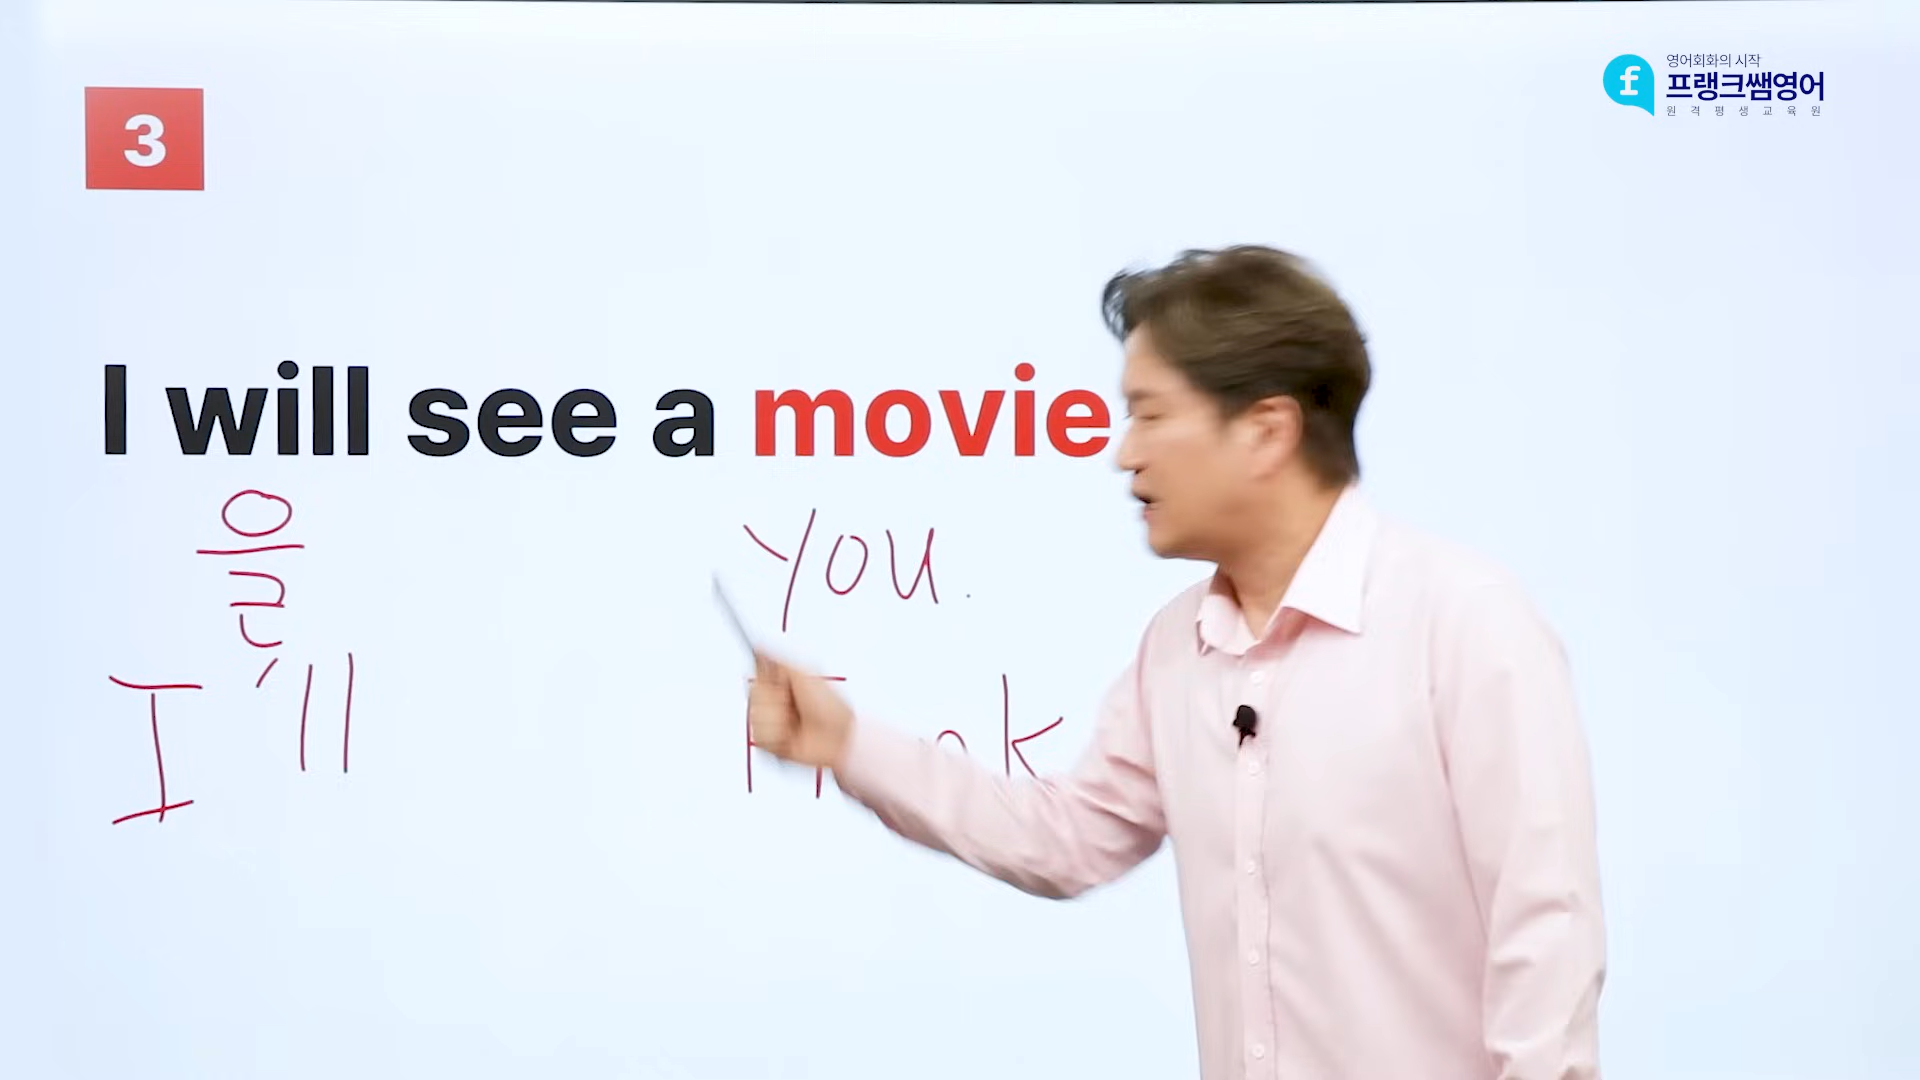 3
영어회화의 시작
프랭크쌤영어
원격평생교육원
I will see a movie
을
you.
I'll